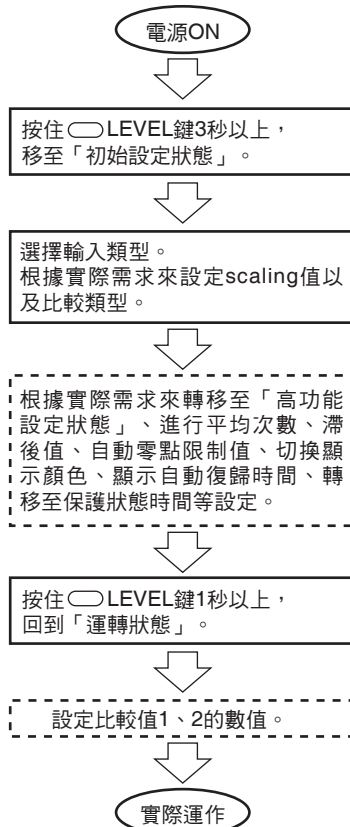 電源ON
按住LEVEL鍵3秒以上，
移至「初始設定狀態」。
選擇輸入類型。
根據實際需求來設定scaling值以
及比較類型。
根據實際需求來轉移至「高功能
設定狀態」、進行平均次數、滯
後值、自動零點限制值、切換顯
示顏色、顯示自動復歸時間、轉
移至保護狀態時間等設定。
按住LEVEL鍵1秒以上，
回到「運轉狀態」。
設定比較值1、2的數值。
實際運作